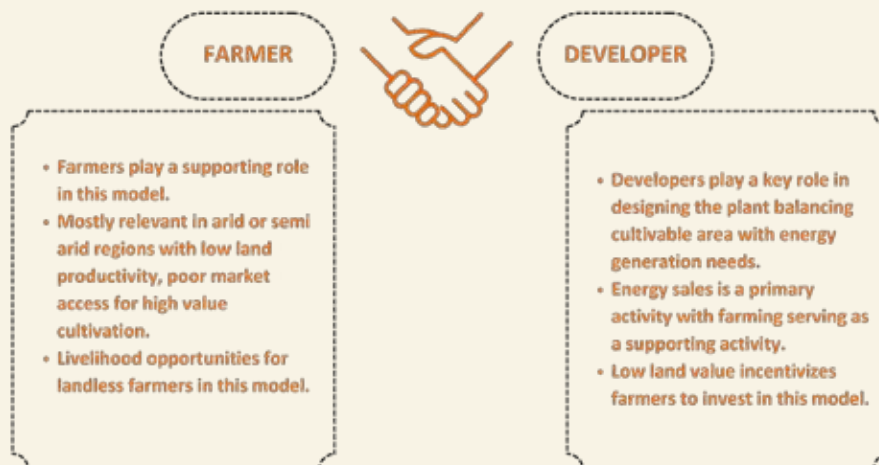 FARMER
DEVELOPER
• Farmers play a supporting role
in this model.
• Mostly relevant in arid or semi
arid regions with low land
productivity, poor market
access for high value
cultivation.
• Livelihood opportunities for
landless farmers in this model.
• Developers play a key role in
designing the plant balancing
cultivable area with energy
generation needs.
• Energy sales is a primary
activity with farming serving as
a supporting activity.
• Low land value incentivizes
farmers to invest in this model.